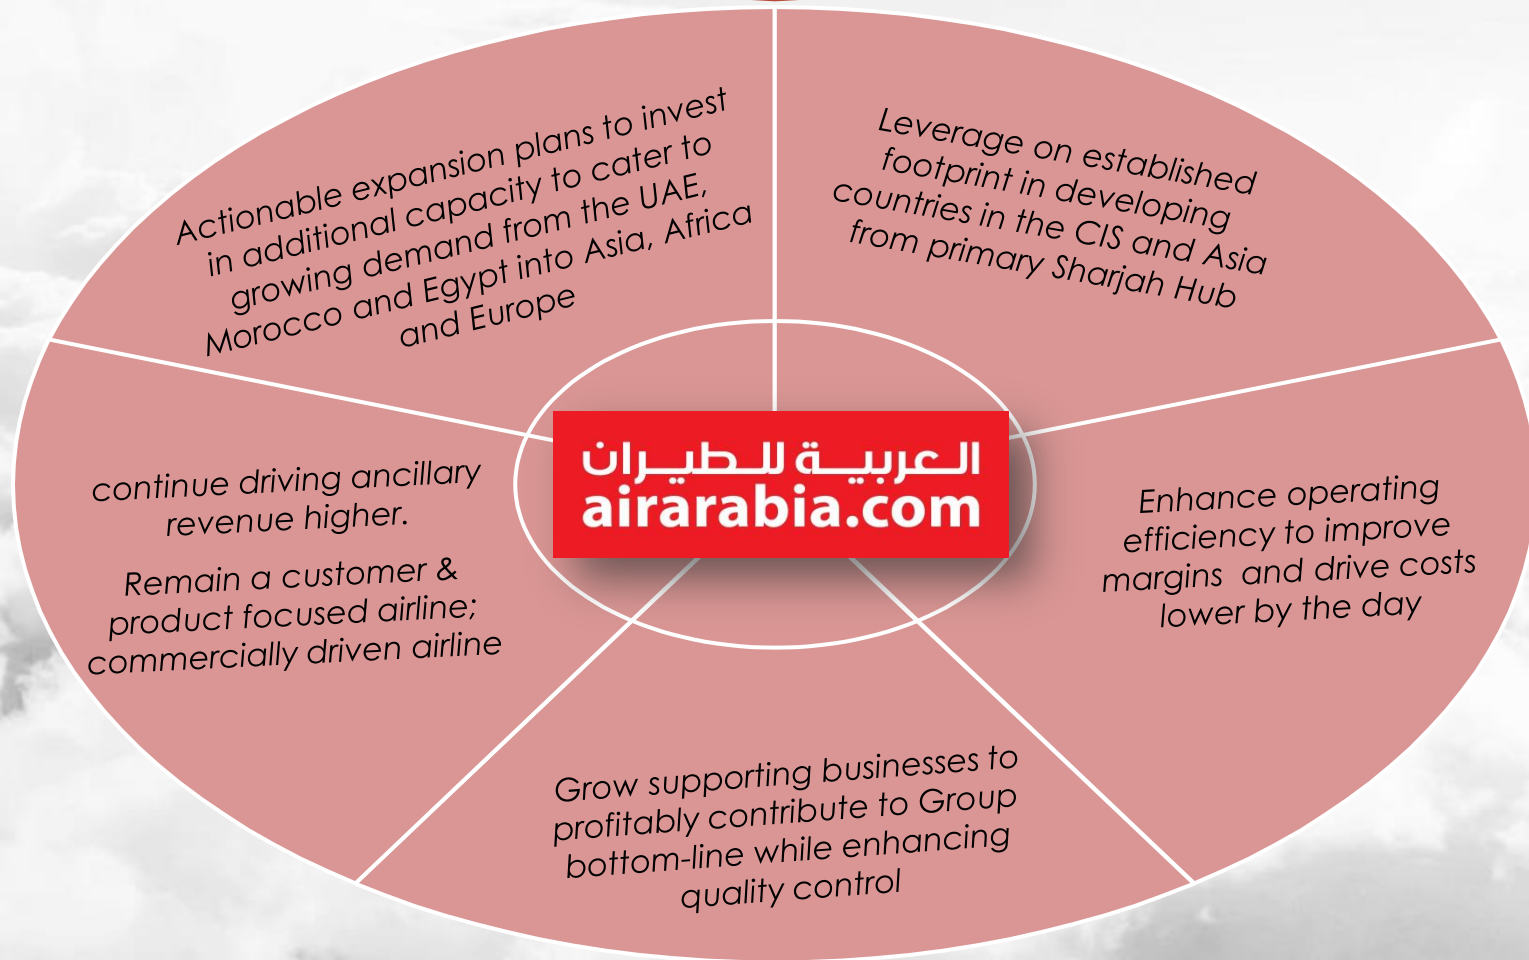 Actionable expansion plans to invest
in additional capacity to cater to
growing demand from the UAE,
Morocco and Egypt into Asia, Africa
and Europe
Leverage on established
footprint in developing
countries in the CIS and Asia
from primary Sharjah Hub
continue driving ancillary
revenue higher.
Remain a customer &
product focused airline;
commercially driven airline
العربية للطيران
airarabia.com
Enhance operating
efficiency to improve
margins  and drive costs
lower by the day
Grow supporting businesses to
profitably contribute to Group
bottom-line while enhancing
quality control